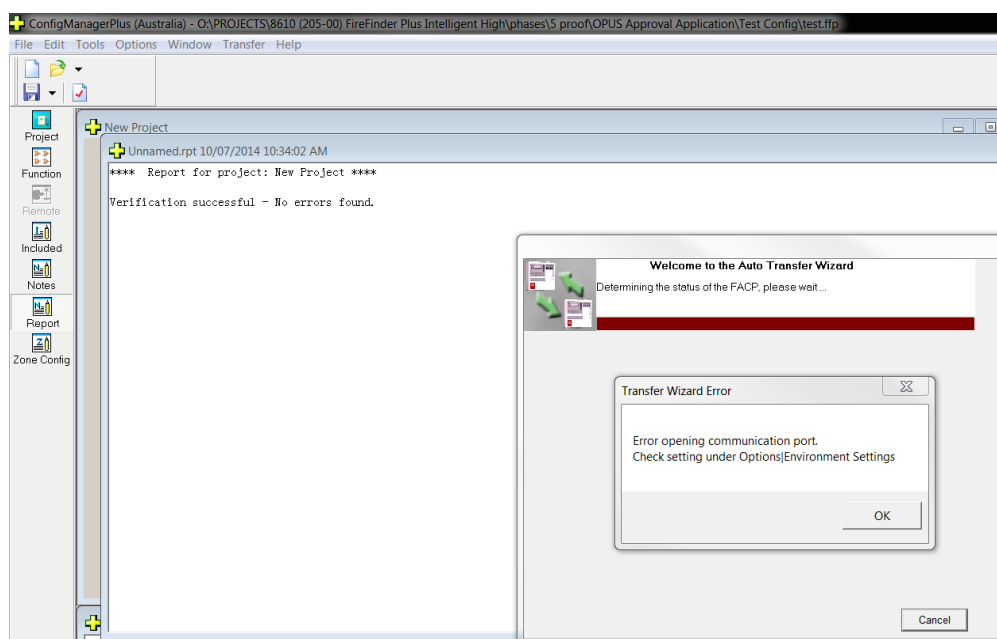 ConfigManagerPlus (Australia) - O:\PROJECTS\8610 (205-00) FireFinder Plus Intelligent High\phases\5 proof\OPUS Approval Application\Test Config\test.ffp
File Edit Tools Options Window Transfer Help
Project
Function
Remote
Included
Notes
Report
Zone Config
New Project
Unnamed.rpt 10/07/2014 10:34:02 AM
**** Report for project: New Project ****
Verification successful - No errors found.
Welcome to the Auto Transfer Wizard
Determining the status of the FACP, please wait ...
Transfer Wizard Error
Error opening communication port.
Check setting under Options|Environment Settings
OK
Cancel